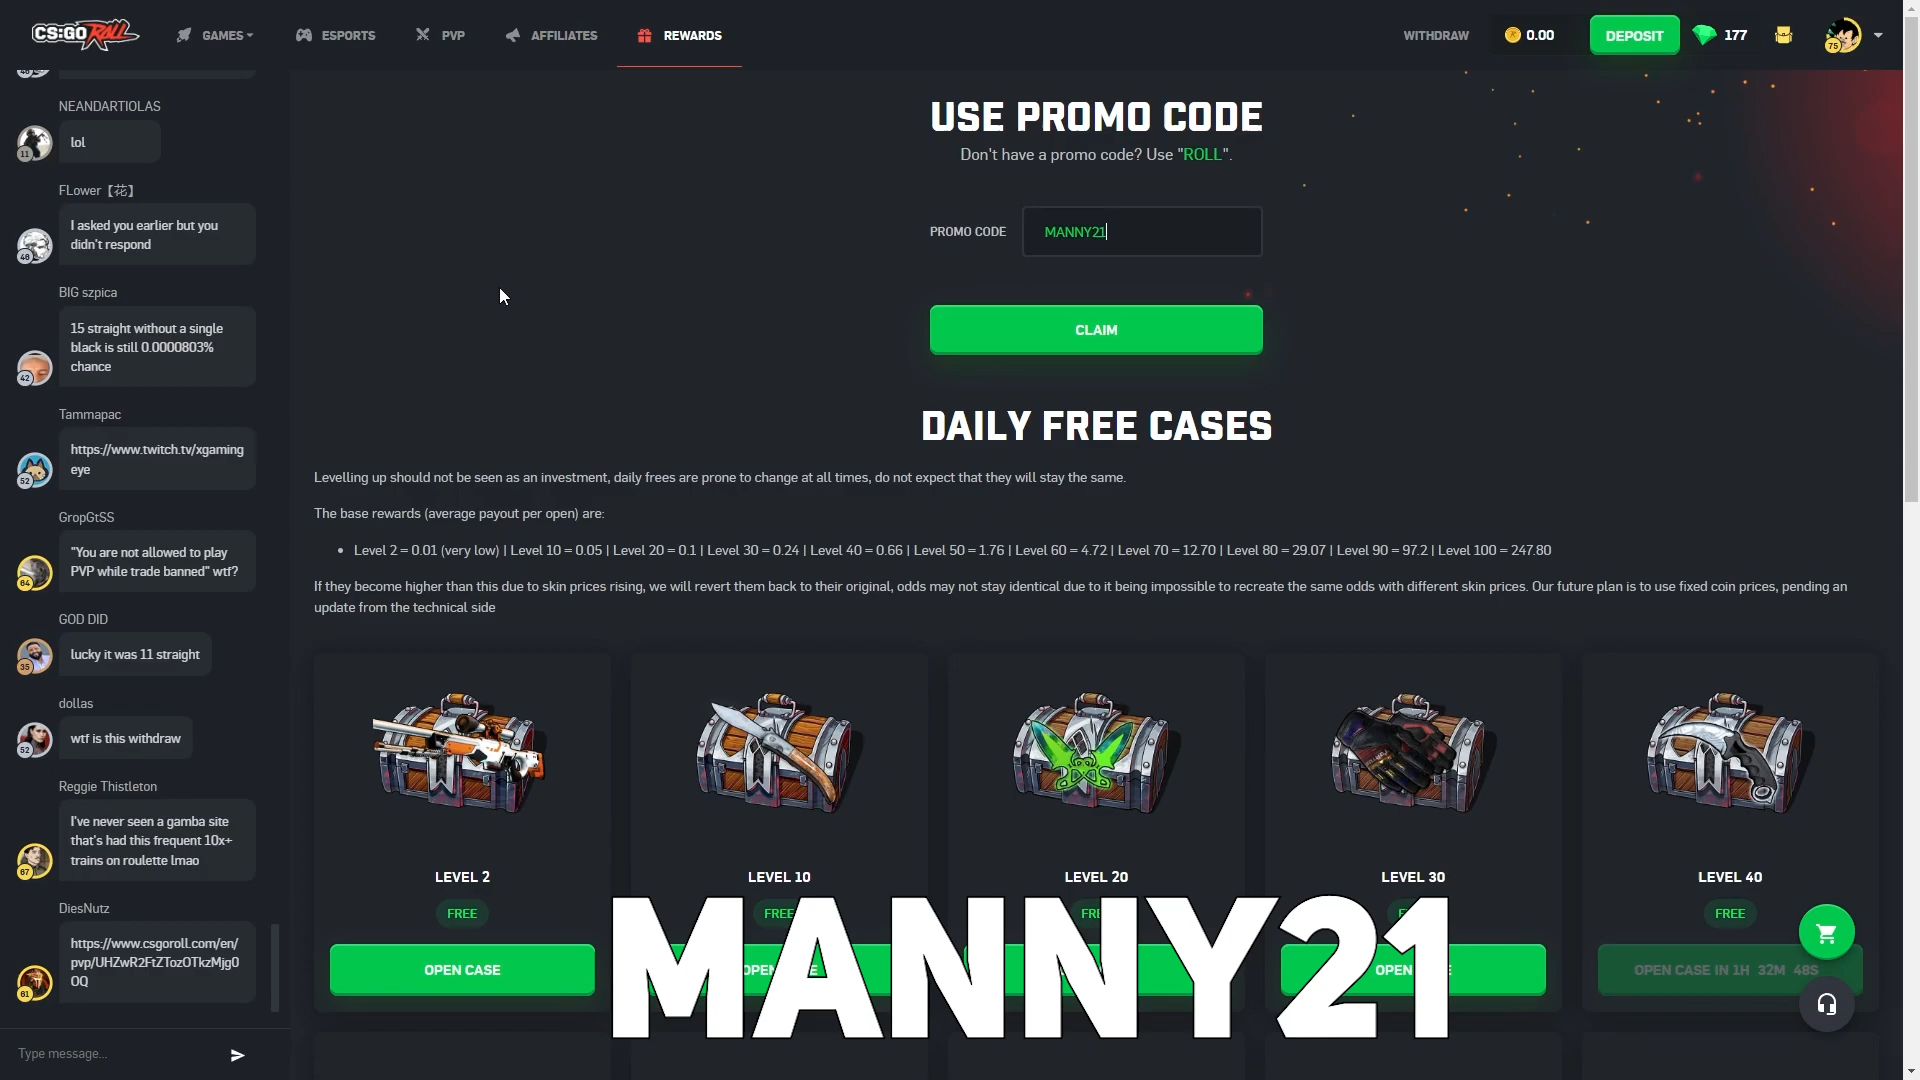 CS:GO ROLL
GAMES
ESPORTS
PVP
AFFILIATES
REWARDS
WITHDRAW
0.00
DEPOSIT
177
75
NEANDARTIOLAS
lol
11
FLower【花】
I asked you earlier but you
didn't respond
46
BIG szpica
15 straight without a single
black is still 0.0000803%
chance
42
Tammapac
https://www.twitch.tv/xgaming
eye
52
GropGtSS
"You are not allowed to play
PVP while trade banned" wtf?
64
GOD DID
lucky it was 11 straight
35
dollas
wtf is this withdraw
52
Reggie Thistleton
I've never seen a gamba site
that's had this frequent 10x+
trains on roulette lmao
67
DiesNutz
https://www.csgoroll.com/en/
pvp/UHZwR2FtZTozOTkzMjg0
OQ
61
Type message...
USE PROMO CODE
Don't have a promo code? Use "ROLL".
PROMO CODE
MANNY21
CLAIM
DAILY FREE CASES
Levelling up should not be seen as an investment, daily frees are prone to change at all times, do not expect that they will stay the same.
The base rewards (average payout per open) are:
• Level 2 = 0.01 (very low) | Level 10 = 0.05 | Level 20 = 0.1 | Level 30 = 0.24 | Level 40 = 0.66 | Level 50 = 1.76 | Level 60 = 4.72 | Level 70 = 12.70 | Level 80 = 29.07 | Level 90 = 97.2 | Level 100 = 247.80
If they become higher than this due to skin prices rising, we will revert them back to their original, odds may not stay identical due to it being impossible to recreate the same odds with different skin prices. Our future plan is to use fixed coin prices, pending an
update from the technical side
LEVEL 2
LEVEL 10
LEVEL 20
LEVEL 30
LEVEL 40
FREE
FREE
FREE
OPEN CASE
OPEN
OPEN
OPEN CASE IN 1H 32M 48S
MANNY21